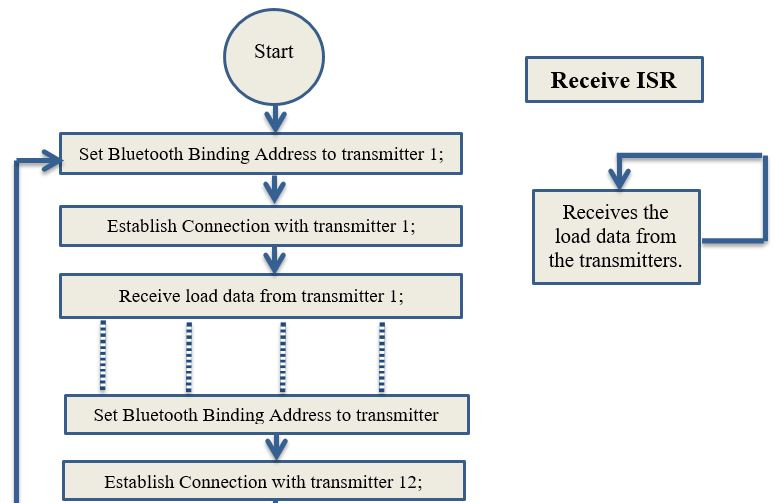 Start
Receive ISR
Set Bluetooth Binding Address to transmitter 1;
Establish Connection with transmitter 1;
Receive load data from transmitter 1;
Receives the
load data from
the transmitters.
Set Bluetooth Binding Address to transmitter
Establish Connection with transmitter 12;